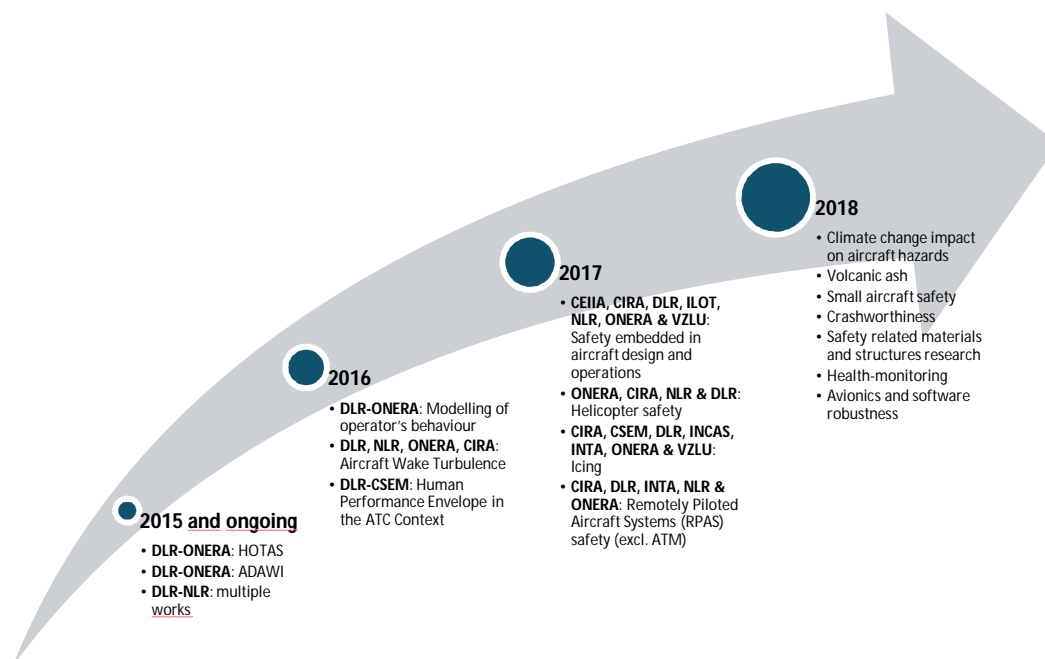 2015 and ongoing
• DLR-ONERA: HOTAS
• DLR-ONERA: ADAWI
• DLR-NLR: multiple
works
2016
• DLR-ONERA: Modelling of
operator's behaviour
• DLR, NLR, ONERA, CIRA:
Aircraft Wake Turbulence
• DLR-CSEM: Human
Performance Envelope in
the ATC Context
2017
• CEIIA, CIRA, DLR, ILOT,
NLR, ONERA & VZLU:
Safety embedded in
aircraft design and
operations
• ONERA, CIRA, NLR & DLR:
Helicopter safety
• CIRA, CSEM, DLR, INCAS,
INTA, ONERA & VZLU:
Icing
• CIRA, DLR, INTA, NLR &
ONERA: Remotely Piloted
Aircraft Systems (RPAS)
safety (excl. ATM)
2018
• Climate change impact
on aircraft hazards
• Volcanic ash
• Small aircraft safety
• Crashworthiness
• Safety related materials
and structures research
• Health-monitoring
• Avionics and software
robustness